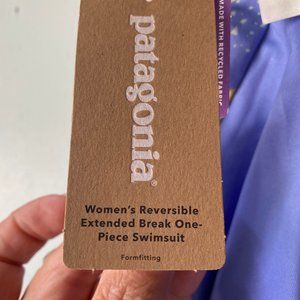 patagonia®
Women's Reversible
Extended Break One-
Piece Swimsuit
Formfitting
MADE WITH RECYCLED FABRIC